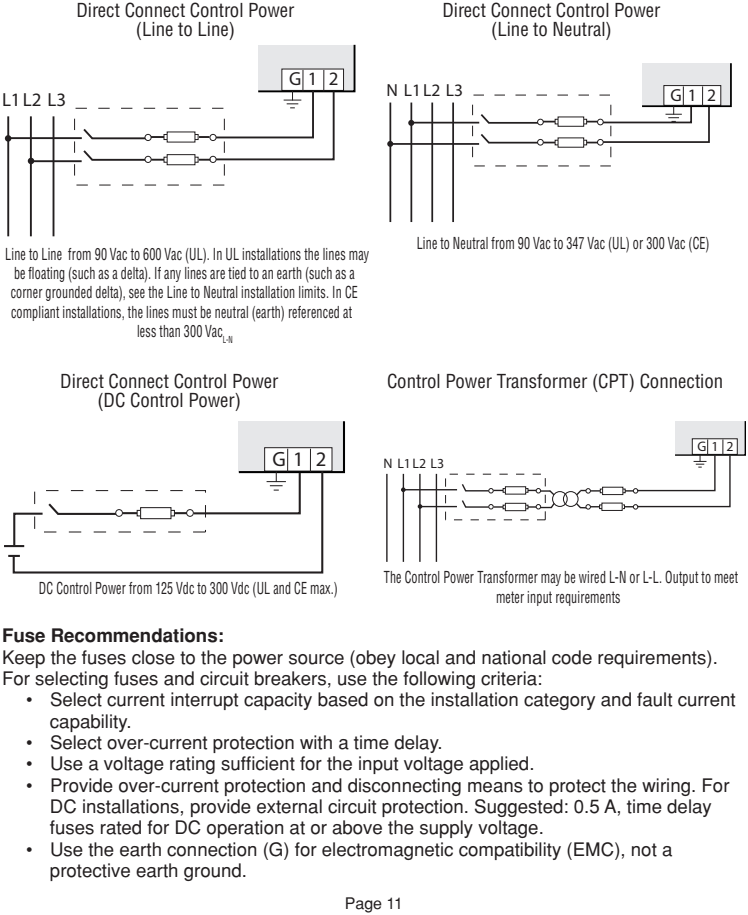 Direct Connect Control Power
(Line to Line)
G 1 2
L1 L2 L3
Line to Line from 90 Vac to 600 Vac (UL). In UL installations the lines may
be floating (such as a delta). If any lines are tied to an earth (such as a
corner grounded delta), see the Line to Neutral installation limits. In CE
compliant installations, the lines must be neutral (earth) referenced at
less than 300 VacL-N
Direct Connect Control Power
(Line to Neutral)
G 1 2
N L1 L2 L3
Line to Neutral from 90 Vac to 347 Vac (UL) or 300 Vac (CE)
Direct Connect Control Power
(DC Control Power)
G 1 2
DC Control Power from 125 Vdc to 300 Vdc (UL and CE max.)
Control Power Transformer (CPT) Connection
G 1 2
N L1 L2 L3
The Control Power Transformer may be wired L-N or L-L. Output to meet
meter input requirements
Fuse Recommendations:
Keep the fuses close to the power source (obey local and national code requirements).
For selecting fuses and circuit breakers, use the following criteria:
• Select current interrupt capacity based on the installation category and fault current
capability.
• Select over-current protection with a time delay.
• Use a voltage rating sufficient for the input voltage applied.
• Provide over-current protection and disconnecting means to protect the wiring. For
DC installations, provide external circuit protection. Suggested: 0.5 A, time delay
fuses rated for DC operation at or above the supply voltage.
• Use the earth connection (G) for electromagnetic compatibility (EMC), not a
protective earth ground.
Page 11